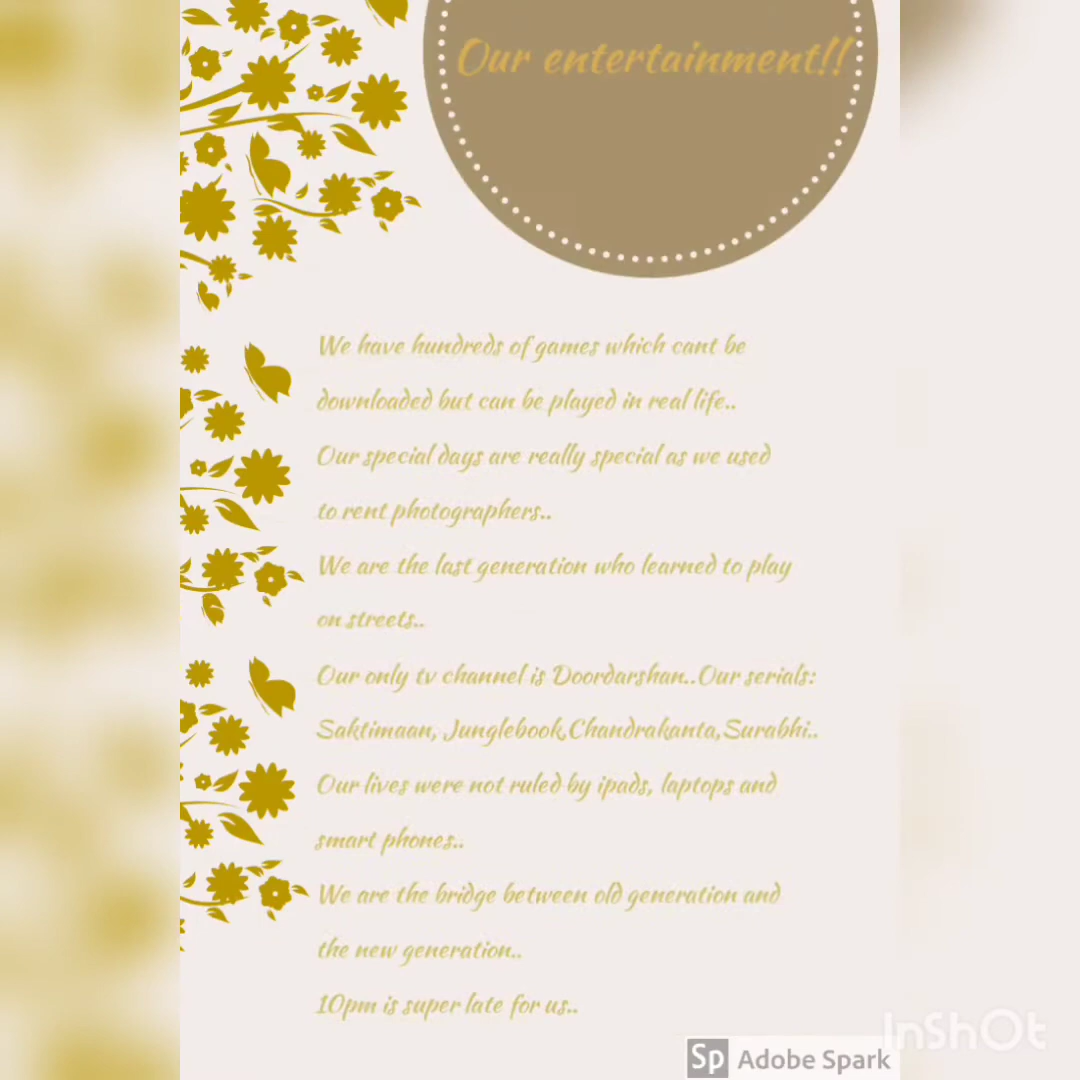 Our entertainment!!
We have hundreds of games which cant be
downloaded but can be played in real life..
Our special days are really special as we used
to rent photographers..
We are the last generation who learned to play
on streets..
Our only tv channel is Doordarshan..Our serials:
Saktimaan, Junglebook,Chandrakanta,Surabhi..
Our lives were not ruled by ipads, laptops and
smart phones..
We are the bridge between old generation and
the new generation..
10pm is super late for us..
InShOt
Sp Adobe Spark